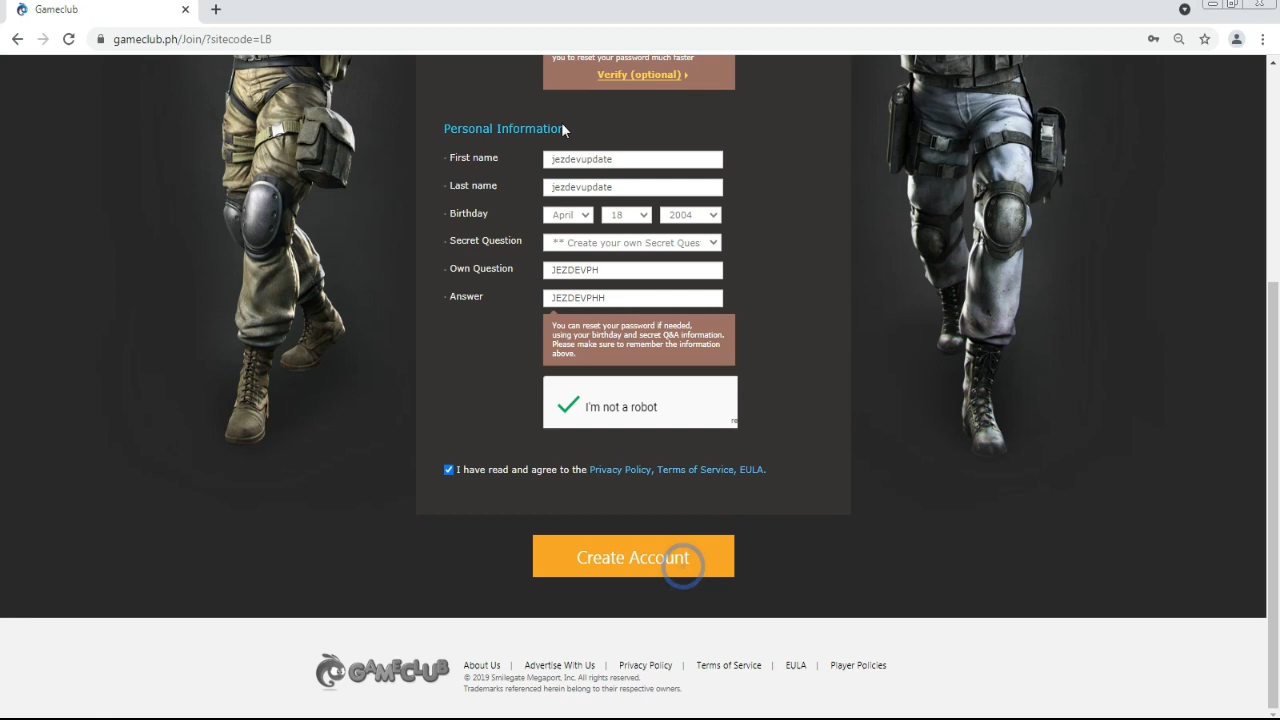 Gameclub
gameclub.ph/Join/?sitecode=LB
you to reset your password much faster
Verify (optional)
Personal Information
First name
jezdevupdate
Last name
jezdevupdate
Birthday
April
18
2004
Secret Question
** Create your own Secret Ques
Own Question
JEZDEVPH
Answer
JEZDEVPHH
You can reset your password if needed,
using your birthday and secret Q&A information.
Please make sure to remember the information
above.
I'm not a robot
re
I have read and agree to the Privacy Policy, Terms of Service, EULA.
Create Account
GAMECLUB
About Us | Advertise With Us | Privacy Policy | Terms of Service | EULA | Player Policies
© 2019 Smilegate Megaport, Inc. All rights reserved.
Trademarks referenced herein belong to their respective owners.